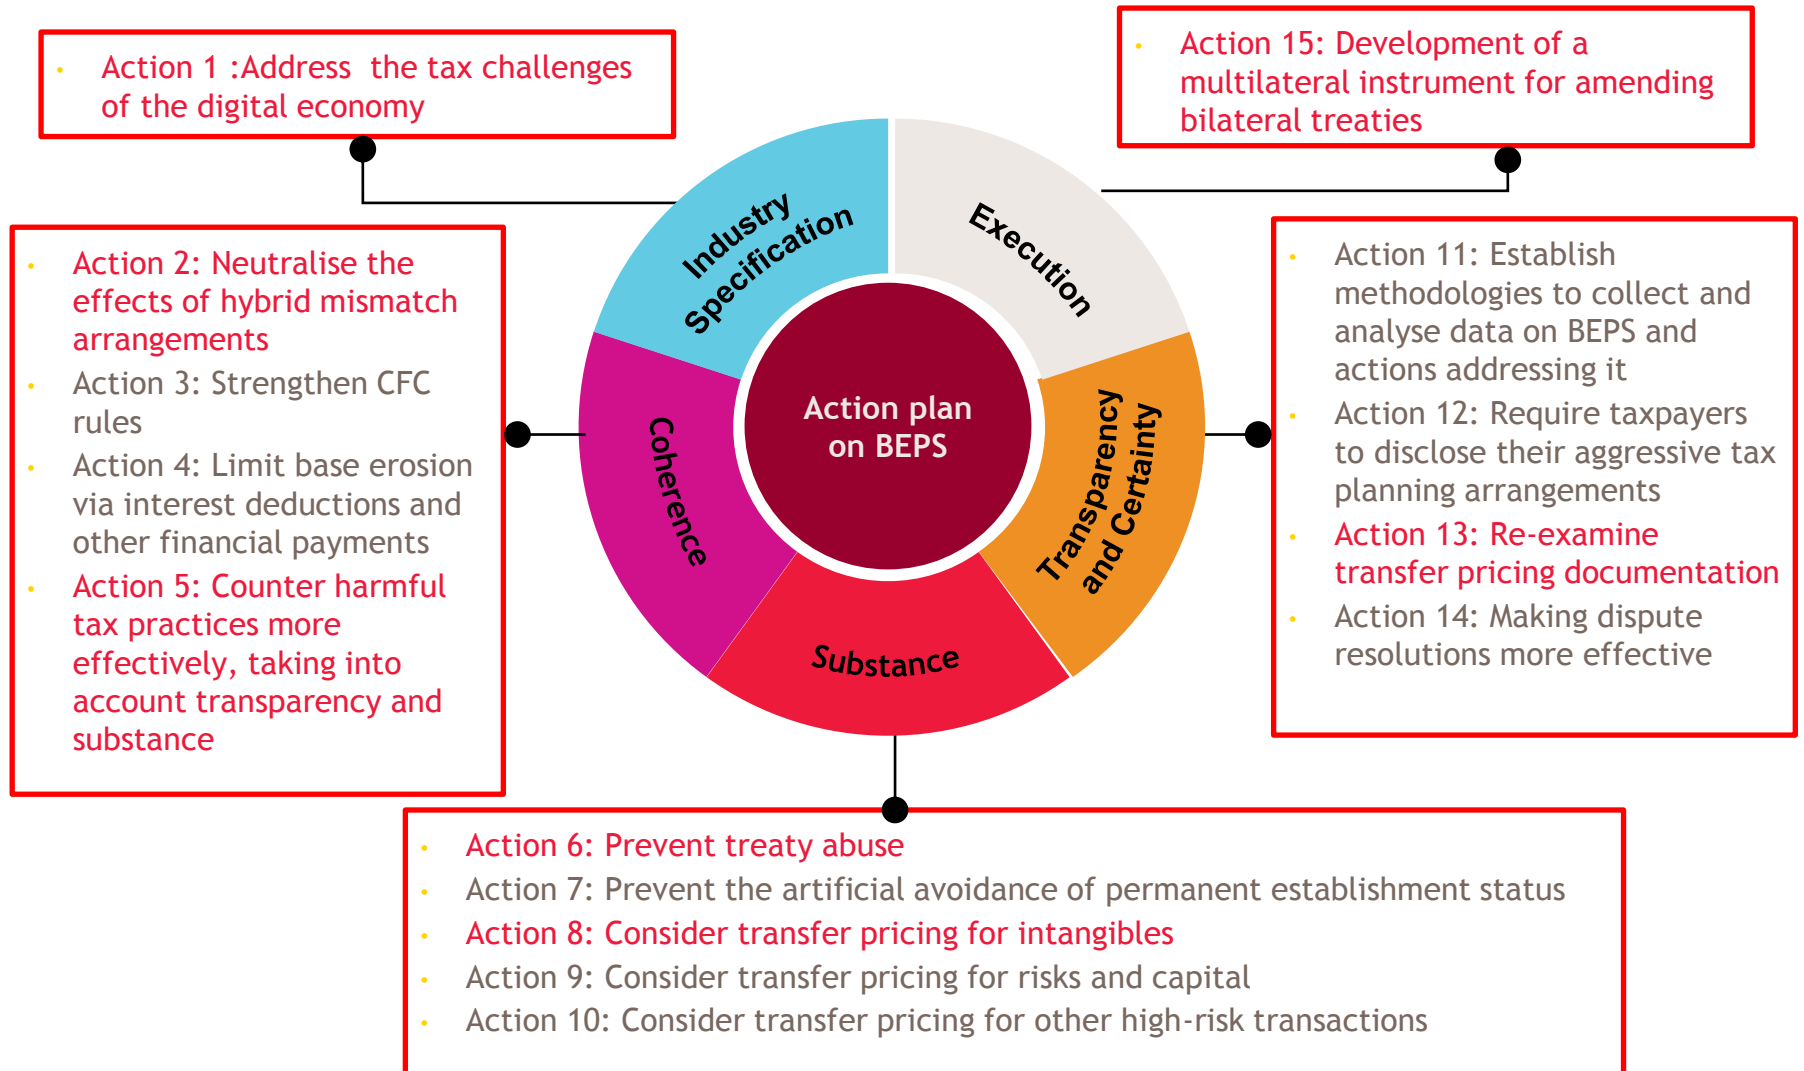 Action 1 :Address  the tax challenges
of the digital economy
Action 15: Development of a
multilateral instrument for amending
bilateral treaties
Industry
Specification
Execution
Action 2: Neutralise the
effects of hybrid mismatch
arrangements
Action 3: Strengthen CFC
rules
Action 4: Limit base erosion
via interest deductions and
other financial payments
Action 5: Counter harmful
tax practices more
effectively, taking into
account transparency and
substance
Coherence
Action plan
on BEPS
Transparency
and Certainty
Substance
Action 11: Establish
methodologies to collect and
analyse data on BEPS and
actions addressing it
Action 12: Require taxpayers
to disclose their aggressive tax
planning arrangements
Action 13: Re-examine
transfer pricing documentation
Action 14: Making dispute
resolutions more effective
Action 6: Prevent treaty abuse
Action 7: Prevent the artificial avoidance of permanent establishment status
Action 8: Consider transfer pricing for intangibles
Action 9: Consider transfer pricing for risks and capital
Action 10: Consider transfer pricing for other high-risk transactions